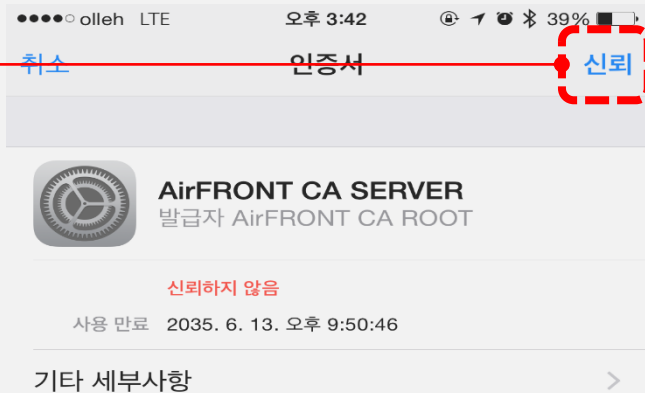 olleh LTE 오후 3:42 39%
취소 인증서 신뢰
AirFRONT CA SERVER
발급자 AirFRONT CA ROOT
신뢰하지 않음
사용 만료 2035. 6. 13. 오후 9:50:46
기타 세부사항